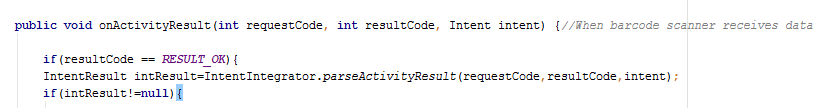 public void onActivityResult(int requestCode, int resultCode, Intent intent) {//When barcode scanner receives data
if(resultCode == RESULT_OK){
IntentResult intResult=IntentIntegrator.parseActivityResult(requestCode,resultCode,intent);
if(intResult!=null){